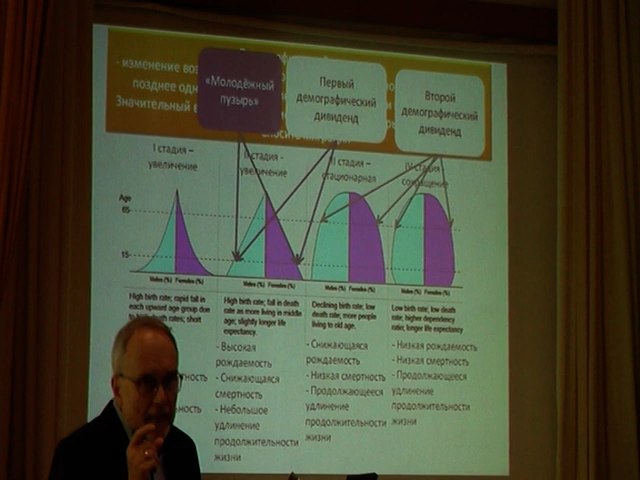 - изменение
позднее
Значительный
«Молодёжный
пузырь»
Первый
демографический
дивиденд
Второй
демографический
дивиденд
I стадия –
увеличение
II стадия -
увеличение
III стадия –
стационарная
IV стадия
сокращение
Age
65
15
Males (%) Females (%)
Males (%) Females (%)
Males (%) Females (%)
Males (%) Females (%)
High birth rate; rapid fall in
each upward age group due
to high death rates; short
High birth rate; fall in death
rate as more living in middle
age; slightly longer life
expectancy.
Declining birth rate; low
death rate; more people
living to old age.
Low birth rate; low death
rate; higher dependency
ratio; longer life expectancy
- Высокая
рождаемость
- Снижающая
смертность
- Небольшое
удлинение
продолжительности
жизни
- Снижающаяся
рождаемость
- Низкая смертность
- Продолжающееся
удлинение
продолжительности
жизни
- Низкая рождаемость
- Низкая смертность
- Продолжающееся
удлинение
продолжительности
жизни